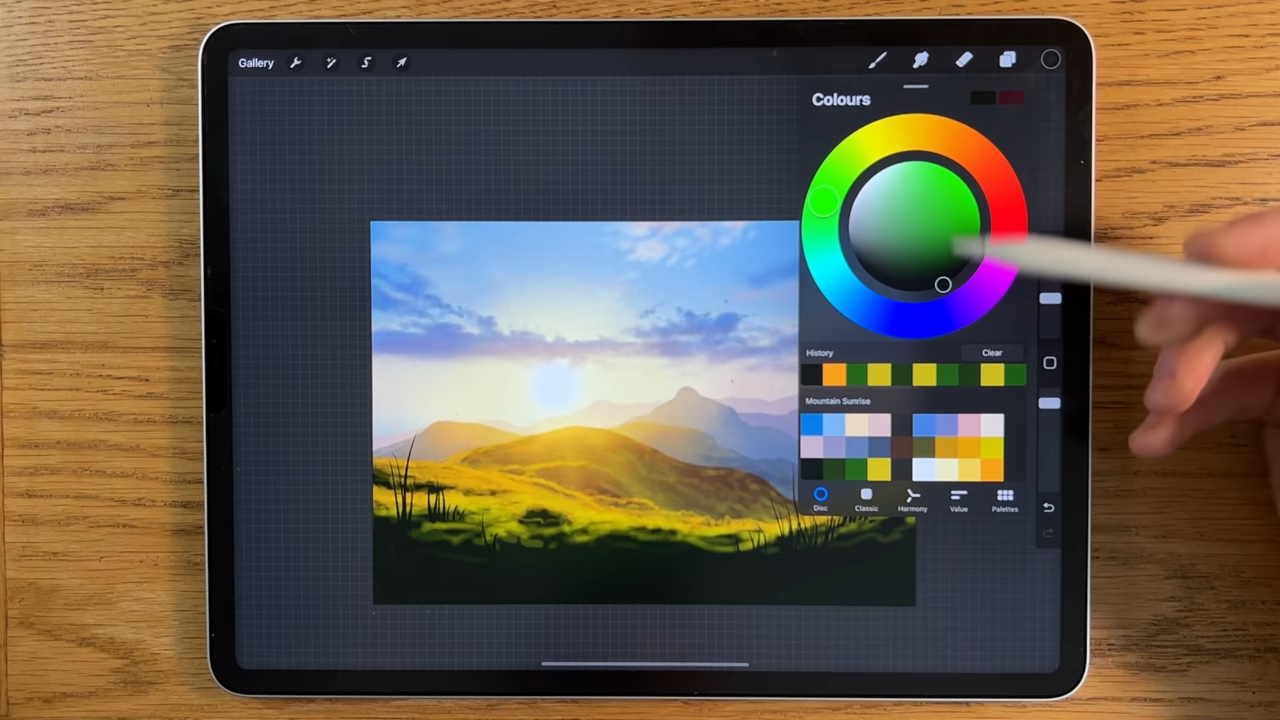 Gallery
Colours
History
Clear
Mountain Sunrise
Disc
Classic
Harmony
Value
Palettes